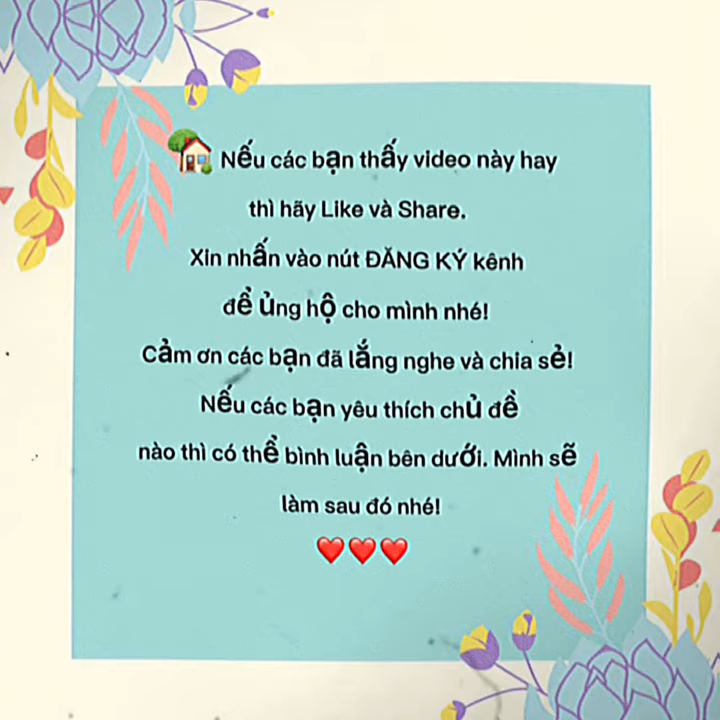 Nếu các bạn thấy video này hay
thì hãy Like và Share.
Xin nhấn vào nút ĐĂNG KÝ kênh
để ủng hộ cho mình nhé!
Cảm ơn các bạn đã lắng nghe và chia sẻ!
Nếu các bạn yêu thích chủ đề
nào thì có thể bình luận bên dưới. Mình sẽ
làm sau đó nhé!